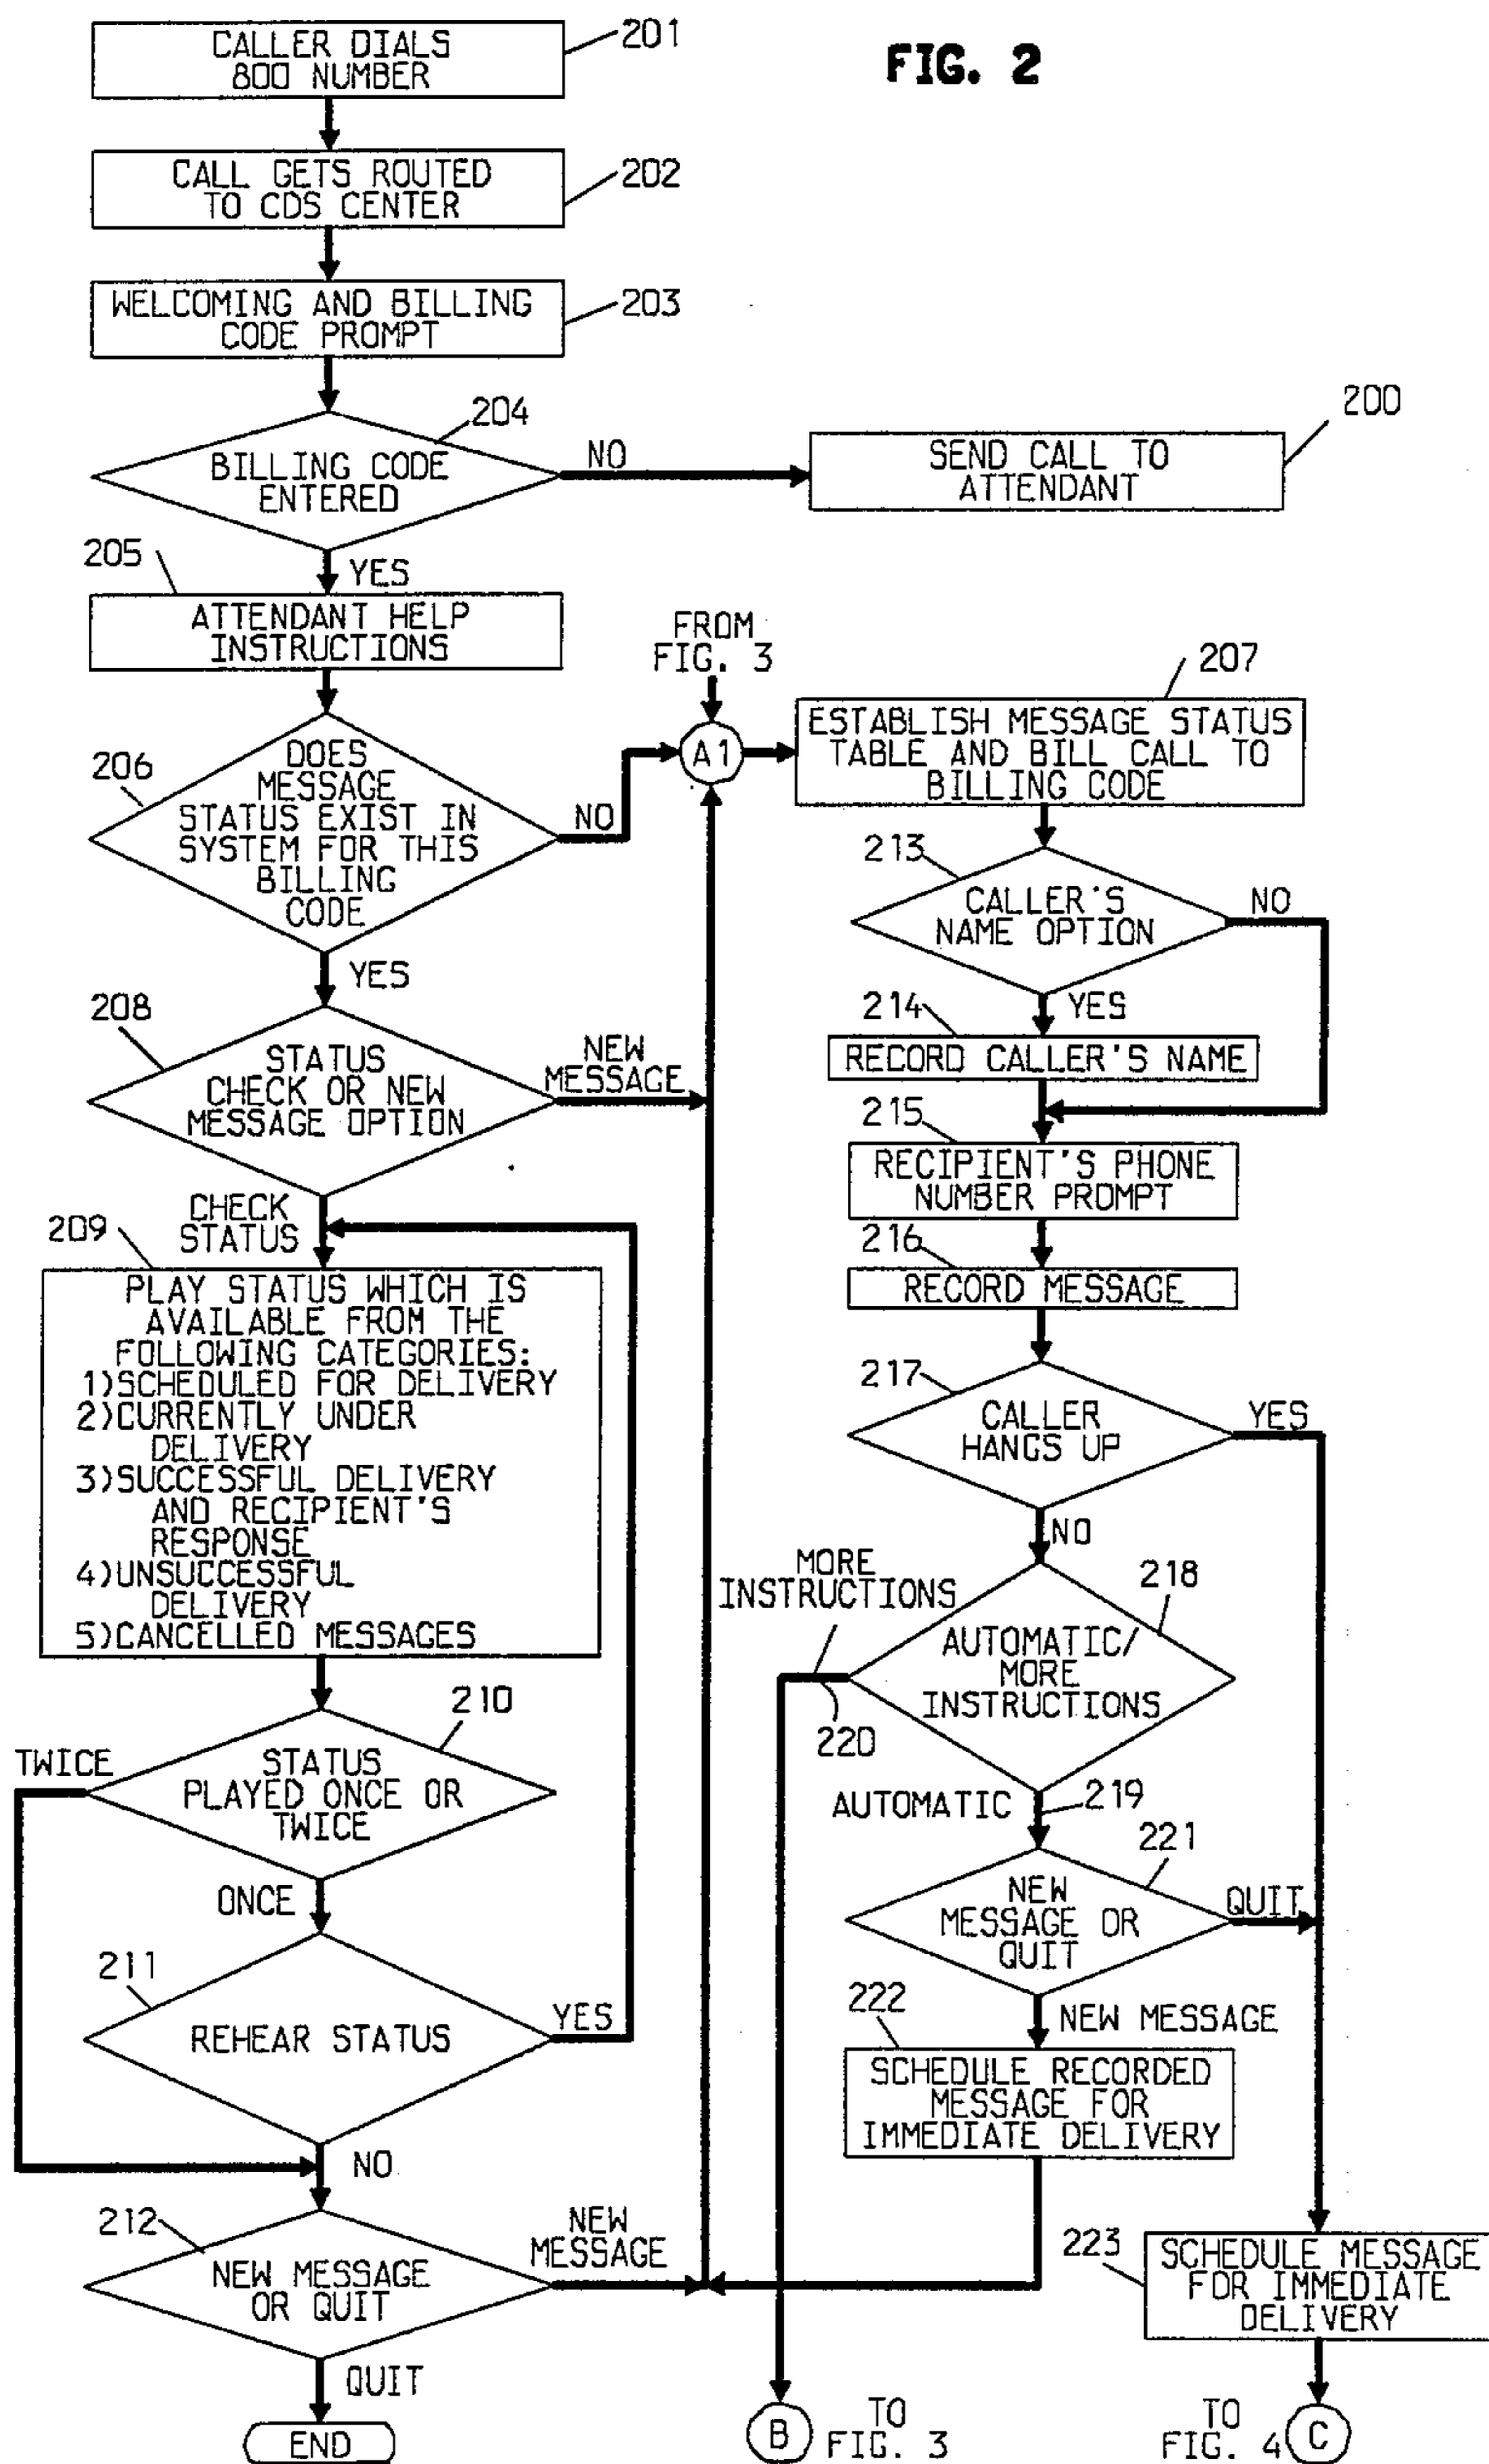 FIG. 2
CALLER DIALS
800 NUMBER
201
CALL GETS ROUTED
TO CDS CENTER
202
WELCOMING AND BILLING
CODE PROMPT
203
204
BILLING CODE
ENTERED
NO
YES
200
SEND CALL TO
ATTENDANT
205
ATTENDANT HELP
INSTRUCTIONS
206
DOES
MESSAGE
STATUS EXIST IN
SYSTEM FOR THIS
BILLING
CODE
NO
YES
208
STATUS
CHECK OR NEW
MESSAGE OPTION
NEW
MESSAGE
CHECK
STATUS
209
PLAY STATUS WHICH IS
AVAILABLE FROM THE
FOLLOWING CATEGORIES:
1)SCHEDULED FOR DELIVERY
2)CURRENTLY UNDER
DELIVERY
3)SUCCESSFUL DELIVERY
AND RECIPIENT'S
RESPONSE
4)UNSUCCESSFUL
DELIVERY
5)CANCELLED MESSAGES
210
TWICE
STATUS
PLAYED ONCE OR
TWICE
ONCE
211
REHEAR STATUS
YES
NO
212
NEW MESSAGE
OR QUIT
NEW
MESSAGE
QUIT
END
FROM
FIG. 3
A1
207
ESTABLISH MESSAGE STATUS
TABLE AND BILL CALL TO
BILLING CODE
213
CALLER'S
NAME OPTION
NO
YES
214
RECORD CALLER'S NAME
215
RECIPIENT'S PHONE
NUMBER PROMPT
216
RECORD MESSAGE
217
CALLER
HANGS UP
YES
NO
MORE
INSTRUCTIONS
218
AUTOMATIC/
MORE
INSTRUCTIONS
220
AUTOMATIC
219
221
NEW
MESSAGE OR
QUIT
QUIT
222
NEW MESSAGE
SCHEDULE RECORDED
MESSAGE FOR
IMMEDIATE DELIVERY
223
SCHEDULE MESSAGE
FOR IMMEDIATE
DELIVERY
B
TO
FIG. 3
TO
FIG. 4
C